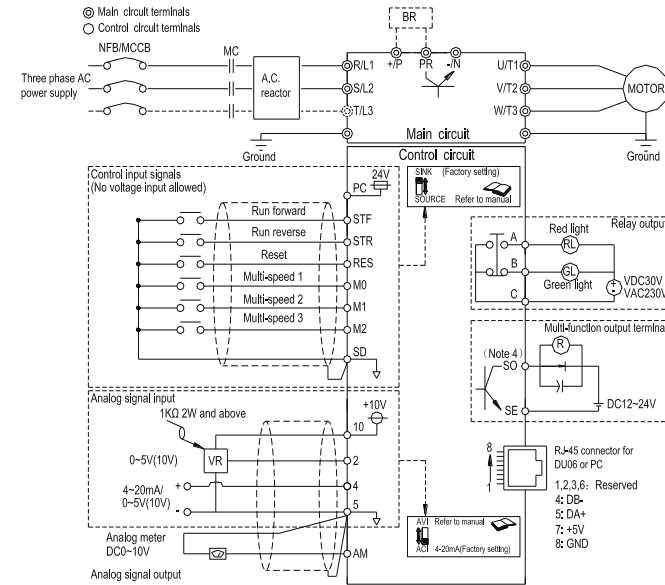 Main circuit terminals
Control circuit terminals
BR
NFB/MCCB
MC
R/L1
+/P
PR
-/N
U/T1
Three phase AC
power supply
A,C.
reactor
S/L2
V/T2
MOTOR
T/L3
W/T3
Main circuit
Ground
Ground
Control circuit
Control input signals
(No voltage input allowed)
24V
PC
SINK (Factory setting)
SOURCE Refer to manual
Run forward
STF
Run reverse
STR
Reset
RES
Multi-speed 1
M0
Multi-speed 2
M1
Multi-speed 3
M2
SD
Relay output
Red light
A
RL
B
GL
Green light
C
VDC30V
VAC230V
Multi-function output terminal
R
(Note 4)
SO
SE
DC12~24V
Analog signal input
1KΩ 2W and above
+10V
10
0~5V(10V)
VR
2
4~20mA/
0~5V(10V)
+
-
4
5
8
1
RJ-45 connector for
DU06 or PC
1,2,3,6: Reserved
4: DB-
5: DA+
7: +5V
8: GND
AVI Refer to manual
ACI 4-20mA(Factory setting)
Analog meter
DC0~10V
AM
Analog signal output